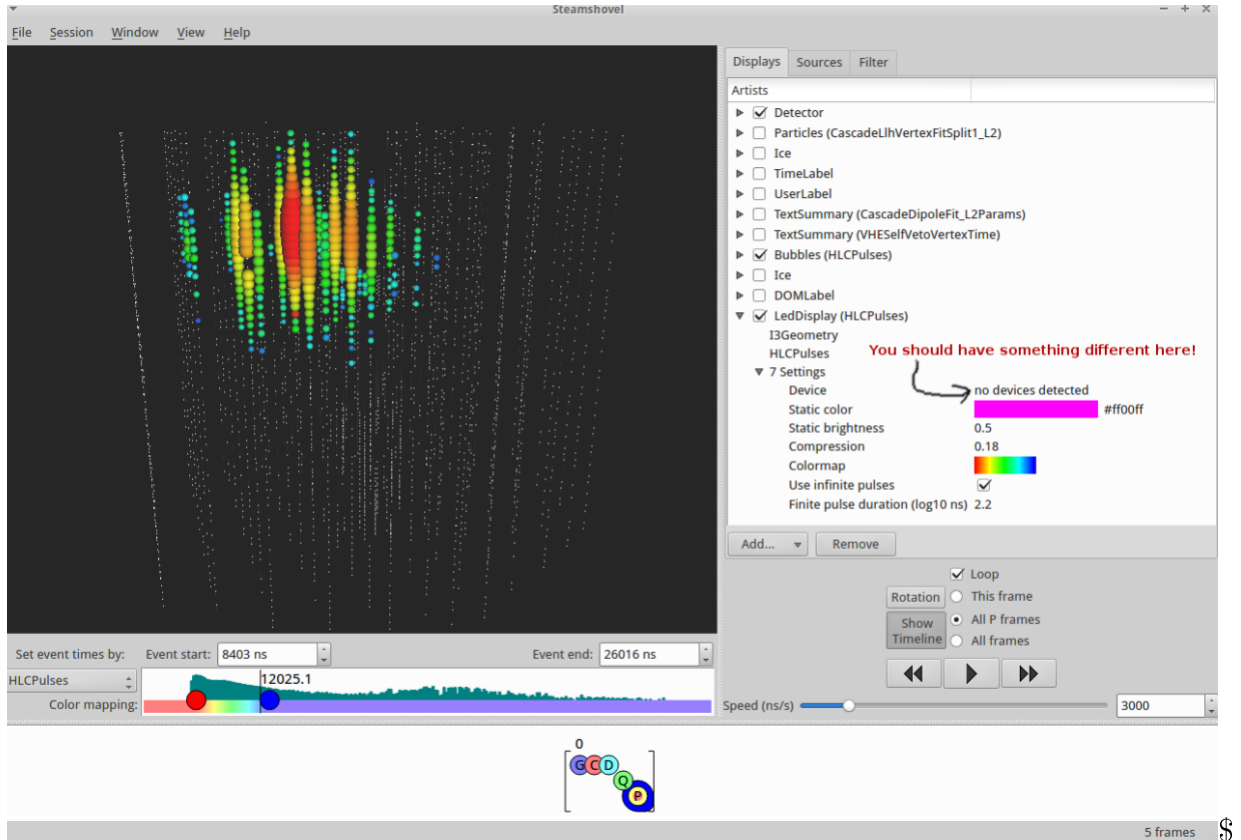 Steamshovel
File Session Window View Help
Displays Sources Filter
Artists
Detector
Particles (CascadeLlhVertexFitSplit1_L2)
Ice
TimeLabel
UserLabel
TextSummary (CascadeDipoleFit_L2Params)
TextSummary (VHESelfVetoVertexTime)
Bubbles (HLCPulses)
Ice
DOMLabel
LedDisplay (HLCPulses)
I3Geometry
HLCPulses
You should have something different here!
7 Settings
Device no devices detected
Static color #ff00ff
Static brightness 0.5
Compression 0.18
Colormap
Use infinite pulses
Finite pulse duration (log10 ns) 2.2
Add... Remove
Loop
Rotation This frame
Show Timeline All P frames
All frames
Set event times by: Event start: 8403 ns Event end: 26016 ns
HLCPulses 12025.1
Color mapping:
Speed (ns/s) 3000
0
G C D
Q
P
5 frames
$